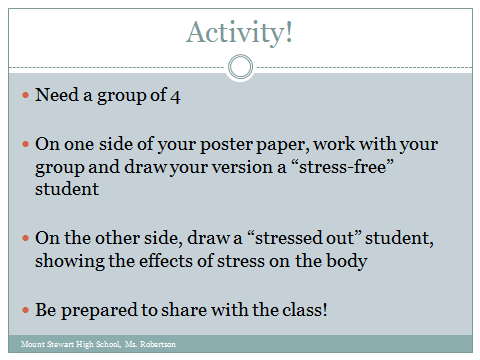 Activity!
• Need a group of 4
• On one side of your poster paper, work with your
group and draw your version a “stress-free”
student
• On the other side, draw a “stressed out” student,
showing the effects of stress on the body
• Be prepared to share with the class!
Mount Stewart High School, Ms. Robertson